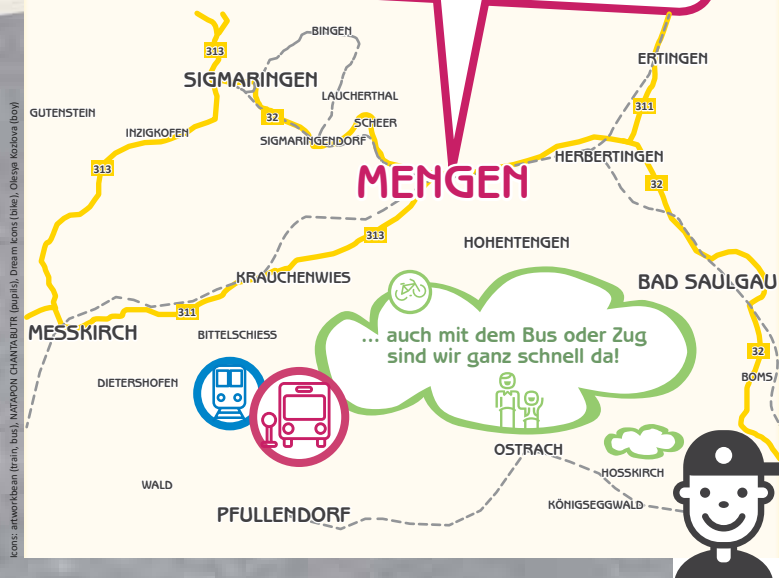 BINGEN
313
ERTINGEN
SIGMARINGEN
LAUCHERTHAL
311
GUTENSTEIN
32
SCHEER
INZIGKOFEN
SIGMARINGENDORF
HERBERTINGEN
313
MENGEN
32
313
HOHENTENGEN
KRAUCHENWIES
BAD SAULGAU
311
MESSKIRCH
BITTELSCHIESS
... auch mit dem Bus oder Zug
sind wir ganz schnell da!
32
DIETERSHOFEN
BOMS
OSTRACH
HOSSKIRCH
WALD
KÖNIGSEGGWALD
PFULLENDORF
Icons: artworkbean (train, bus), NATAPON CHANTABUTR (pupils), Dream Icons (bike), Olesya Kozlova (boy)